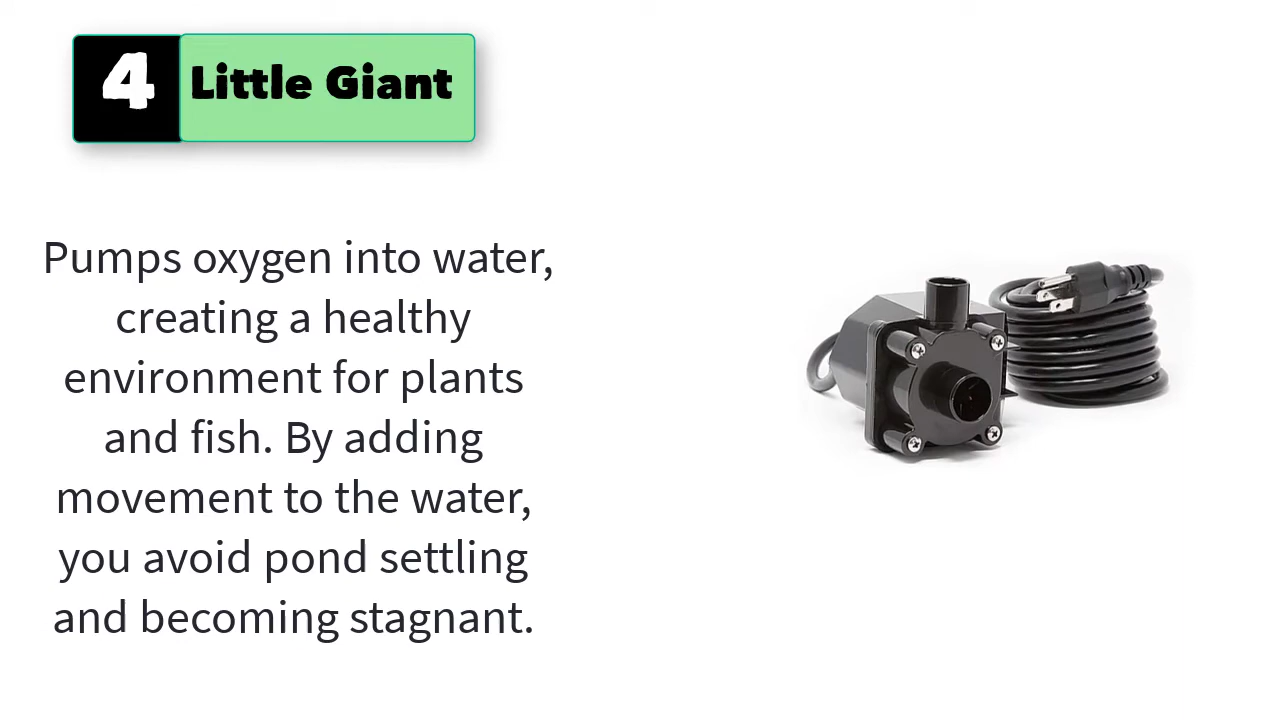 4
Little Giant
Pumps oxygen into water,
creating a healthy
environment for plants
and fish. By adding
movement to the water,
you avoid pond settling
and becoming stagnant.